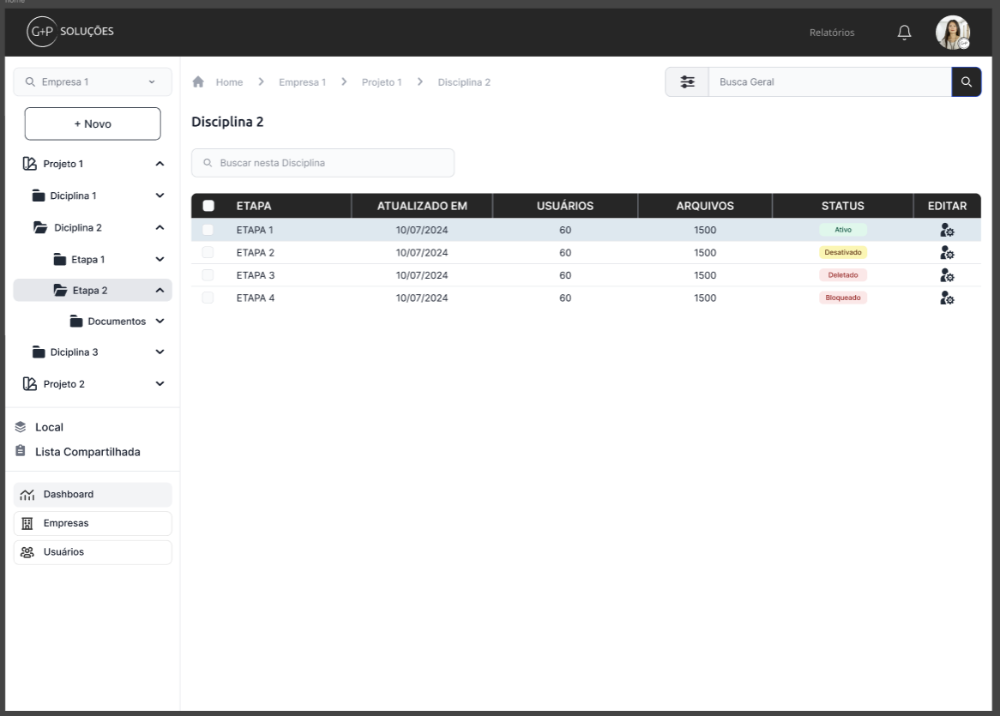 home
G+P SOLUÇÕES
Relatórios
G+P
Empresa 1
Home > Empresa 1 > Projeto 1 > Disciplina 2
Busca Geral
+ Novo
Disciplina 2
Buscar nesta Disciplina
Projeto 1
Diciplina 1
Diciplina 2
Etapa 1
Etapa 2
Documentos
Diciplina 3
Projeto 2
Local
Lista Compartilhada
Dashboard
Empresas
Usuários
ETAPA ATUALIZADO EM USUÁRIOS ARQUIVOS STATUS EDITAR
ETAPA 1 10/07/2024 60 1500 Ativo
ETAPA 2 10/07/2024 60 1500 Desativado
ETAPA 3 10/07/2024 60 1500 Deletado
ETAPA 4 10/07/2024 60 1500 Bloqueado